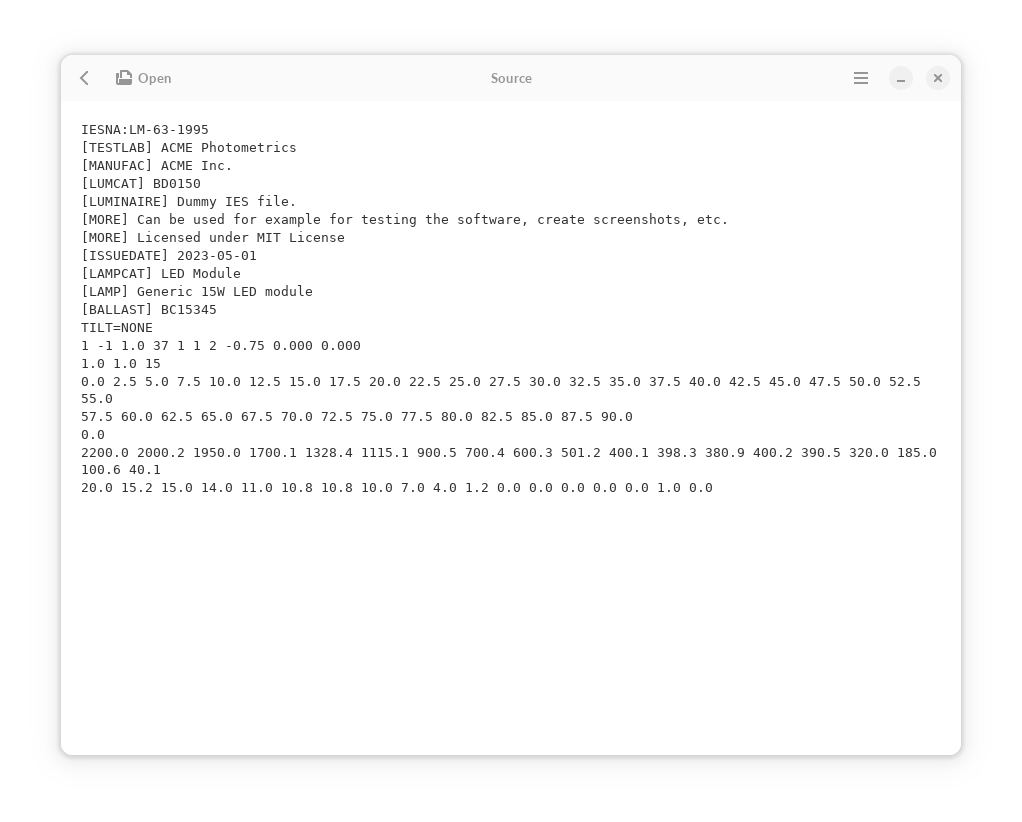 Open
Source
IESNA:LM-63-1995
[TESTLAB] ACME Photometrics
[MANUFAC] ACME Inc.
[LUMCAT] BD0150
[LUMINAIRE] Dummy IES file.
[MORE] Can be used for example for testing the software, create screenshots, etc.
[MORE] Licensed under MIT License
[ISSUEDATE] 2023-05-01
[LAMPCAT] LED Module
[LAMP] Generic 15W LED module
[BALLAST] BC15345
TILT=NONE
1 -1 1.0 37 1 1 2 -0.75 0.000 0.000
1.0 1.0 15
0.0 2.5 5.0 7.5 10.0 12.5 15.0 17.5 20.0 22.5 25.0 27.5 30.0 32.5 35.0 37.5 40.0 42.5 45.0 47.5 50.0 52.5
55.0
57.5 60.0 62.5 65.0 67.5 70.0 72.5 75.0 77.5 80.0 82.5 85.0 87.5 90.0
0.0
2200.0 2000.2 1950.0 1700.1 1328.4 1115.1 900.5 700.4 600.3 501.2 400.1 398.3 380.9 400.2 390.5 320.0 185.0
100.6 40.1
20.0 15.2 15.0 14.0 11.0 10.8 10.8 10.0 7.0 4.0 1.2 0.0 0.0 0.0 0.0 0.0 1.0 0.0